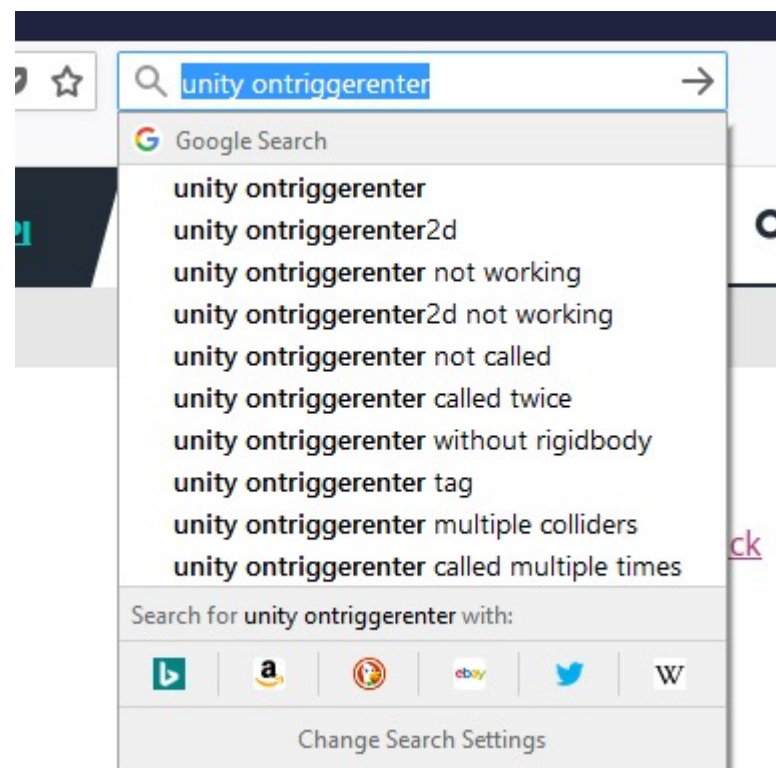 unity ontriggerenter
Google Search
unity ontriggerenter
unity ontriggerenter2d
unity ontriggerenter not working
unity ontriggerenter2d not working
unity ontriggerenter not called
unity ontriggerenter called twice
unity ontriggerenter without rigidbody
unity ontriggerenter tag
unity ontriggerenter multiple colliders
ck
unity ontriggerenter called multiple times
Search for unity ontriggerenter with:
b a ebay W
Change Search Settings